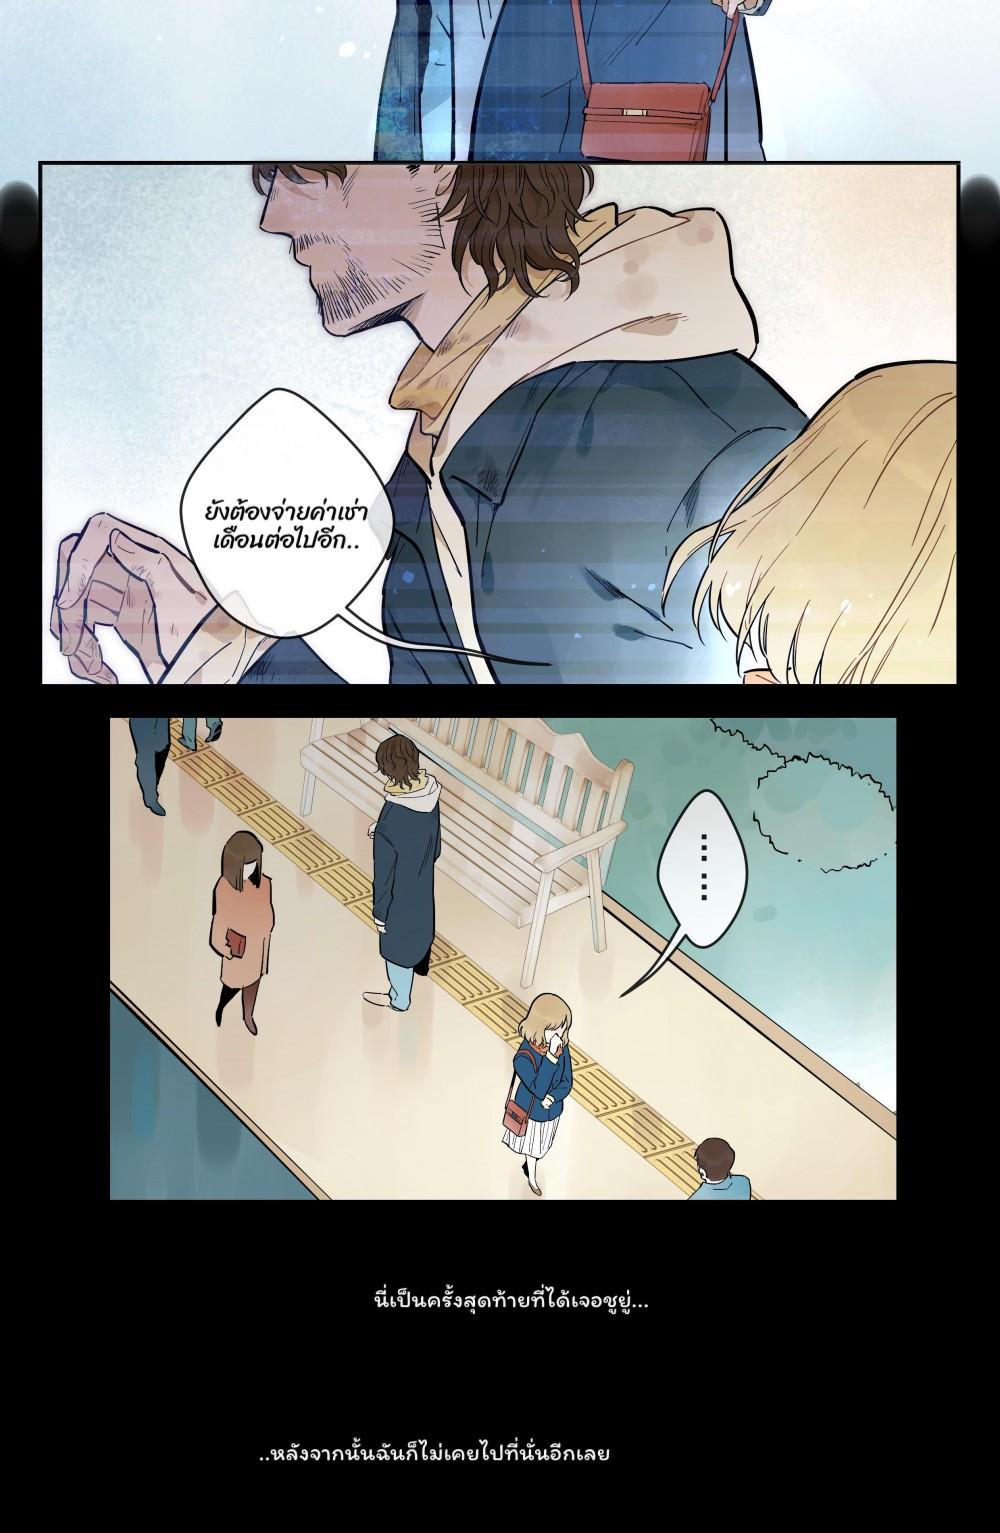 ยังต้องจ่ายค่าเช่า
เดือนต่อไปอีก..
... ...
นี่เป็นครั้งสุดท้ายที่ได้เจอชูยู่...
..หลังจากนั้นฉันก็ไม่เคยไปที่นั่นอีกเลย